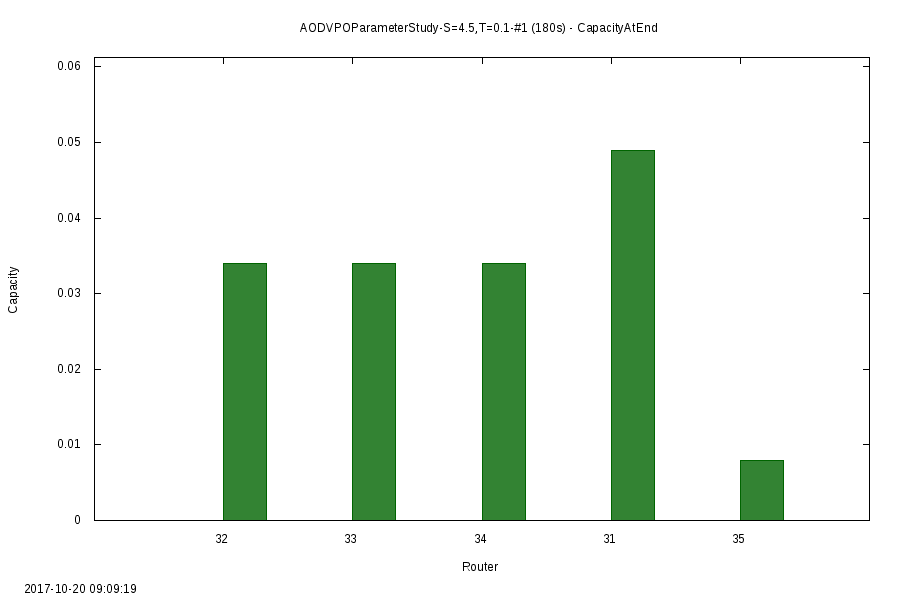 AODVPOParameterStudy-S=4.5,T=0.1-#1 (180s) - CapacityAtEnd
0.06
0.05
0.04
0.03
0.02
0.01
0
Capacity
32 33 34 31 35
Router
2017-10-20 09:09:19